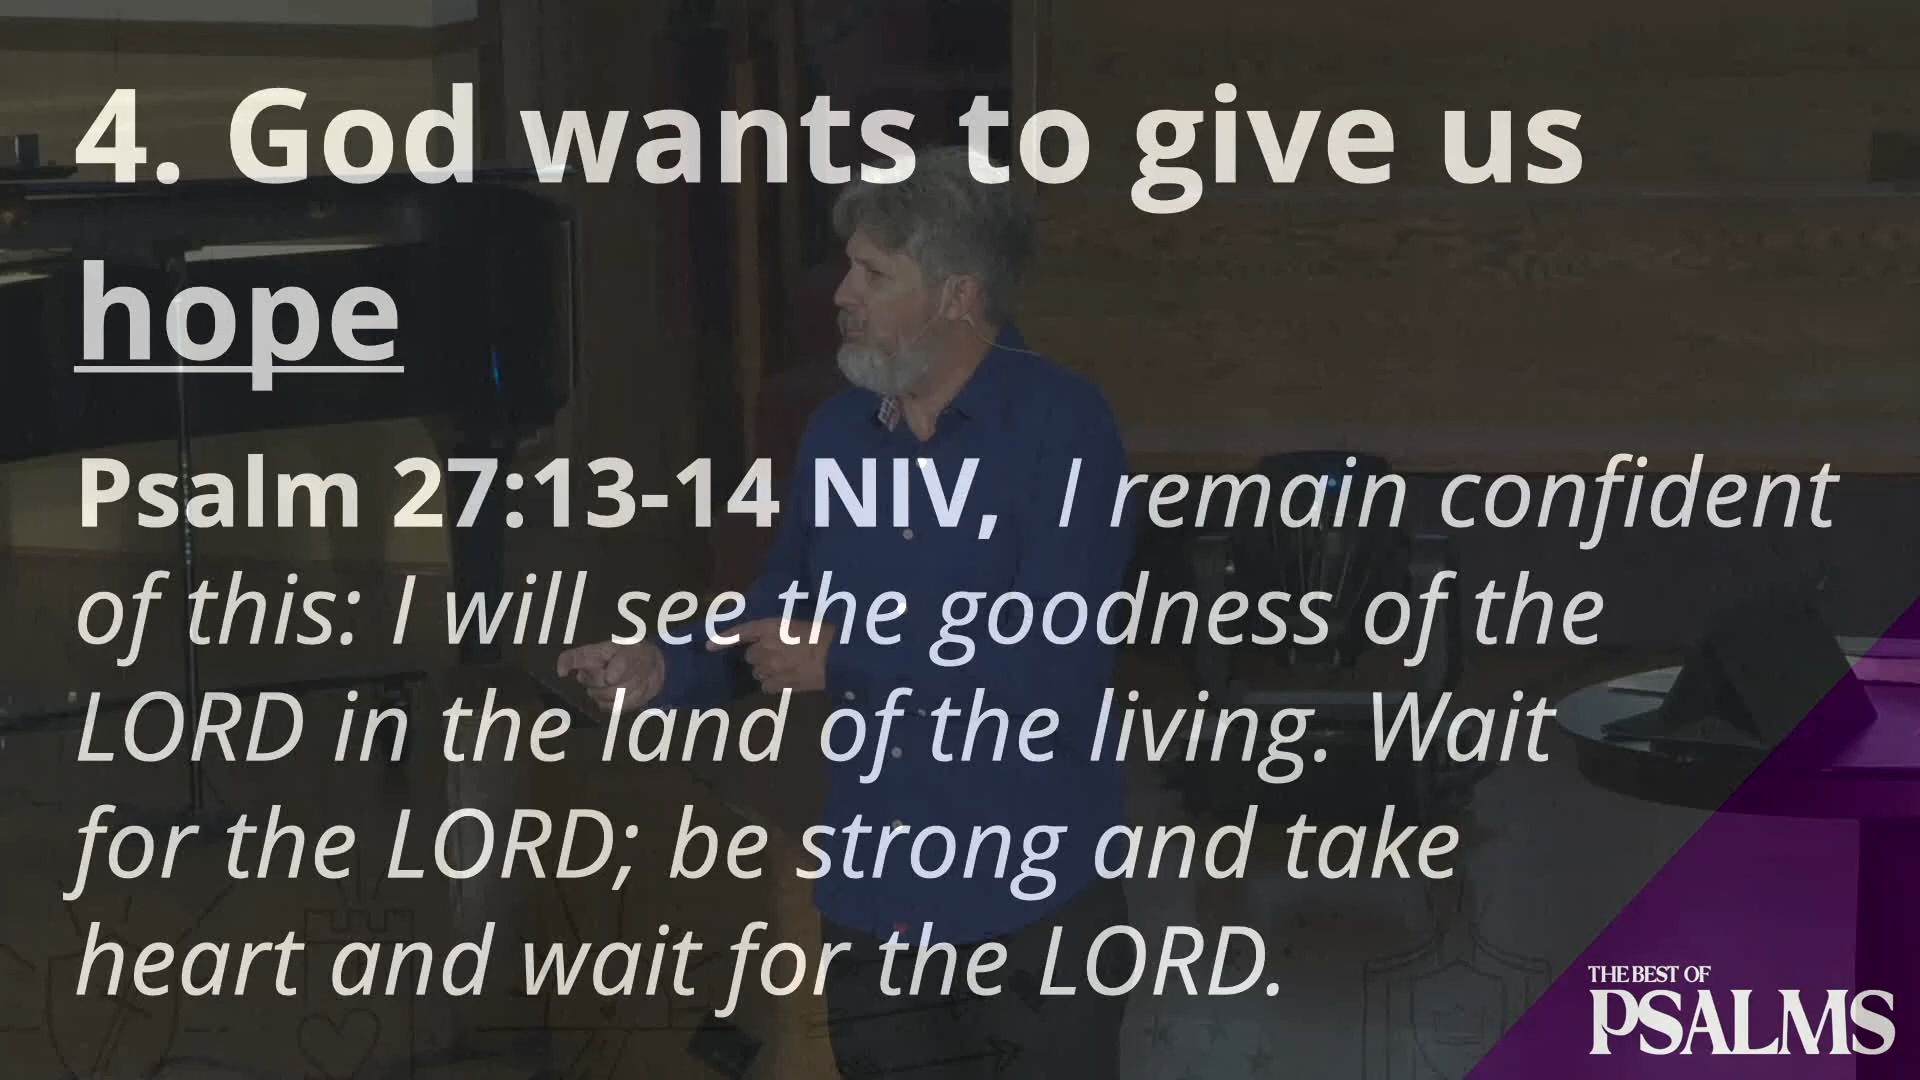 4. God wants to give us
hope
Psalm 27:13-14 NIV, I remain confident
of this: I will see the goodness of the
LORD in the land of the living. Wait
for the LORD; be strong and take
heart and wait for the LORD.
THE BEST OF
PSALMS